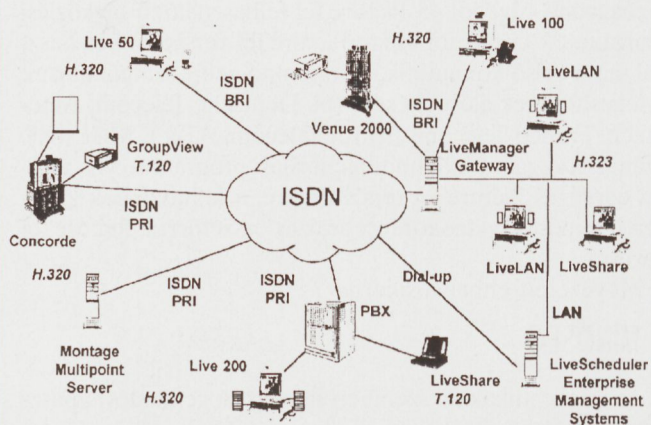 Live 50
H.320
ISDN
BRI
H.320
Live 100
Venue 2000
ISDN
BRI
LiveLAN
LiveManager
Gateway
H.323
GroupView
T.120
Concorde
ISDN
PRI
ISDN
LiveLAN
LiveShare
H.320
ISDN
PRI
ISDN
PRI
PBX
Dial-up
LAN
Montage
Multipoint
Server
Live 200
H.320
LiveShare
T.120
LiveScheduler
Enterprise
Management
Systems